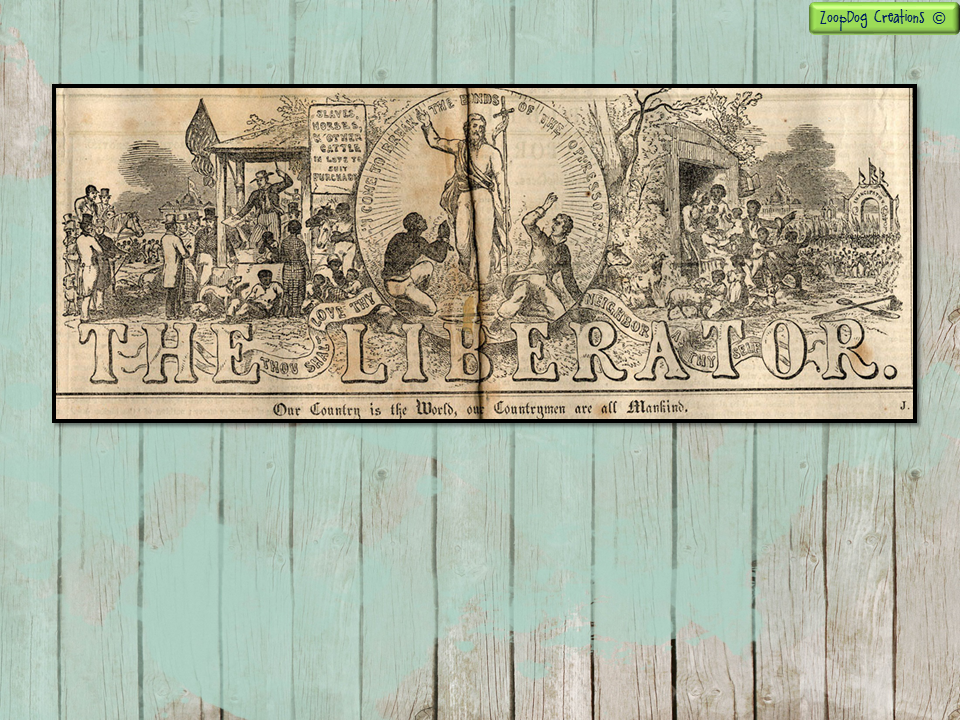 ZoopDog Creations ©
SLAVES,
HORSES,
& OTHER
CATTLE
IN LOTS TO
SUIT
PURCHASER
I COME TO BREAK THE BONDS OF THE OPPRESSOR
THOU SHALT LOVE THY NEIGHBOR AS THY SELF
THE LIBERATOR.
Our Country is the World, our Countrymen are all Mankind.
J.